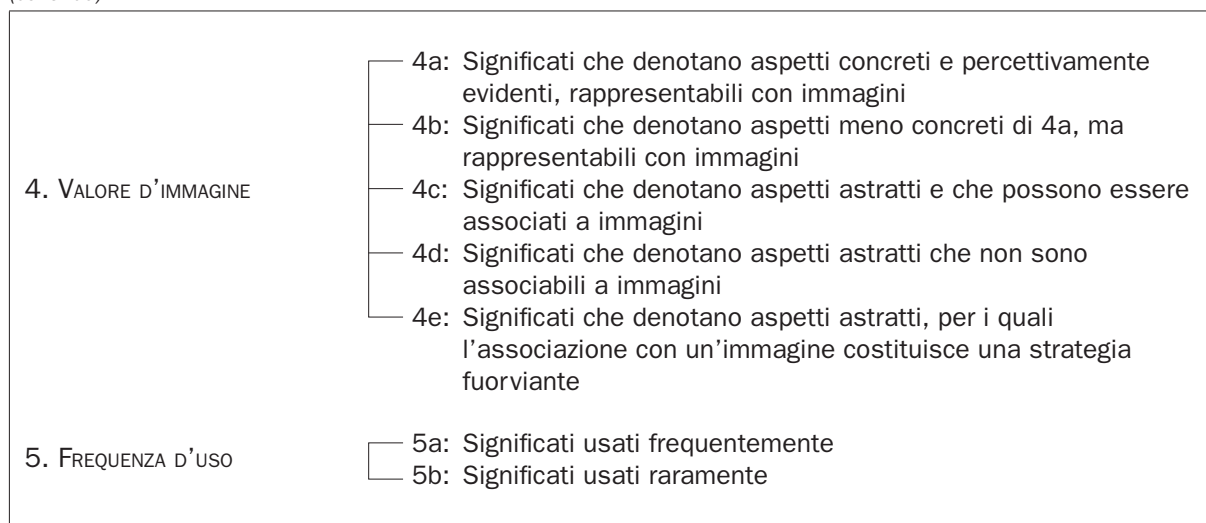 4a: Significati che denotano aspetti concreti e percettivamente
evidenti, rappresentabili con immagini
4b: Significati che denotano aspetti meno concreti di 4a, ma
rappresentabili con immagini
4. VALORE D'IMMAGINE
4c: Significati che denotano aspetti astratti e che possono essere
associati a immagini
4d: Significati che denotano aspetti astratti che non sono
associabili a immagini
4e: Significati che denotano aspetti astratti, per i quali
l'associazione con un'immagine costituisce una strategia
fuorviante
5. FREQUENZA D'USO
5a: Significati usati frequentemente
5b: Significati usati raramente